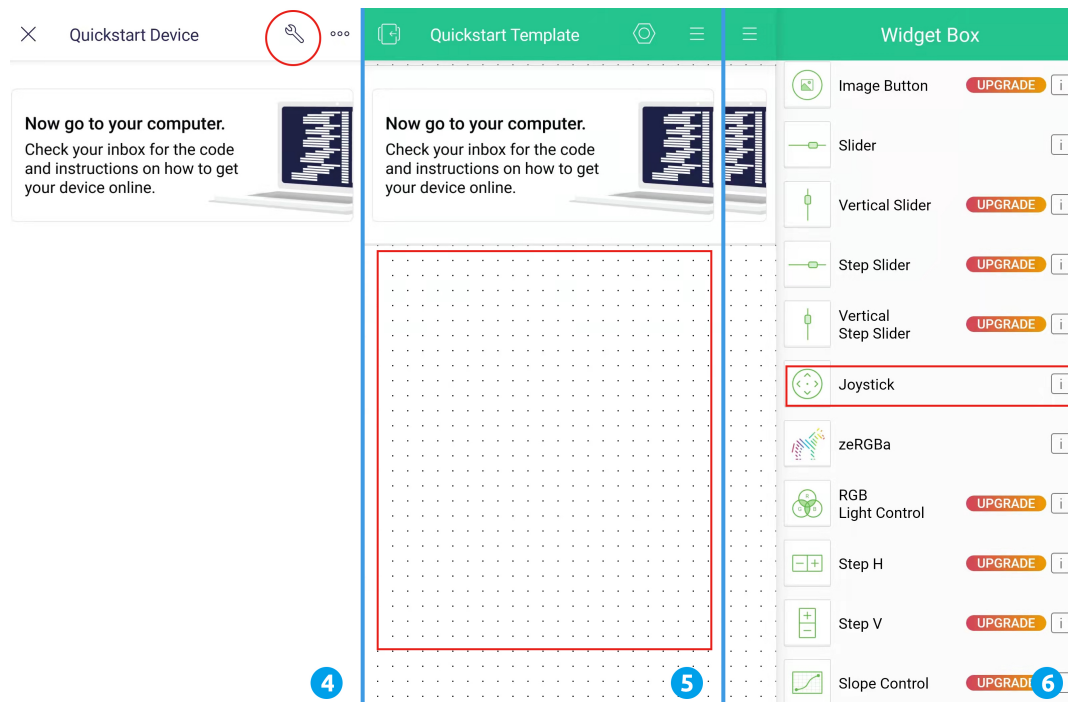 Quickstart Device
Now go to your computer.
Check your inbox for the code
and instructions on how to get
your device online.
4
Quickstart Template
Now go to your computer.
Check your inbox for the code
and instructions on how to get
your device online.
5
Widget Box
Image Button UPGRADE i
Slider i
Vertical Slider UPGRADE i
Step Slider UPGRADE i
Vertical
Step Slider UPGRADE i
Joystick i
zeRGBa i
R
G B
RGB
Light Control UPGRADE i
Step H UPGRADE i
Step V UPGRADE i
Slope Control UPGRADE
6